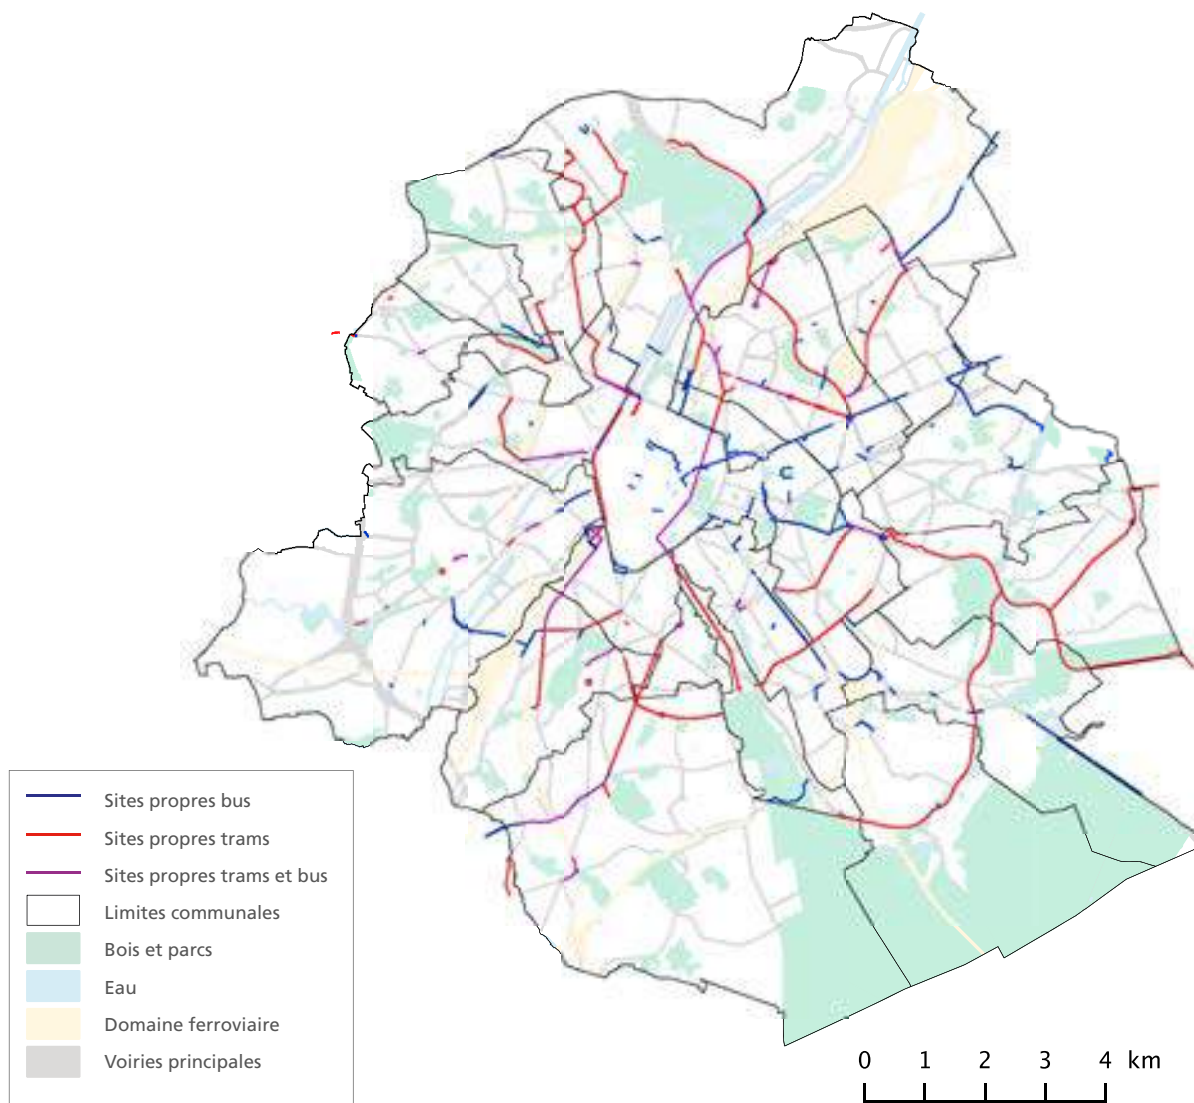 Sites propres bus
Sites propres trams
Sites propres trams et bus
Limites communales
Bois et parcs
Eau
Domaine ferroviaire
Voiries principales
0 1 2 3 4 km